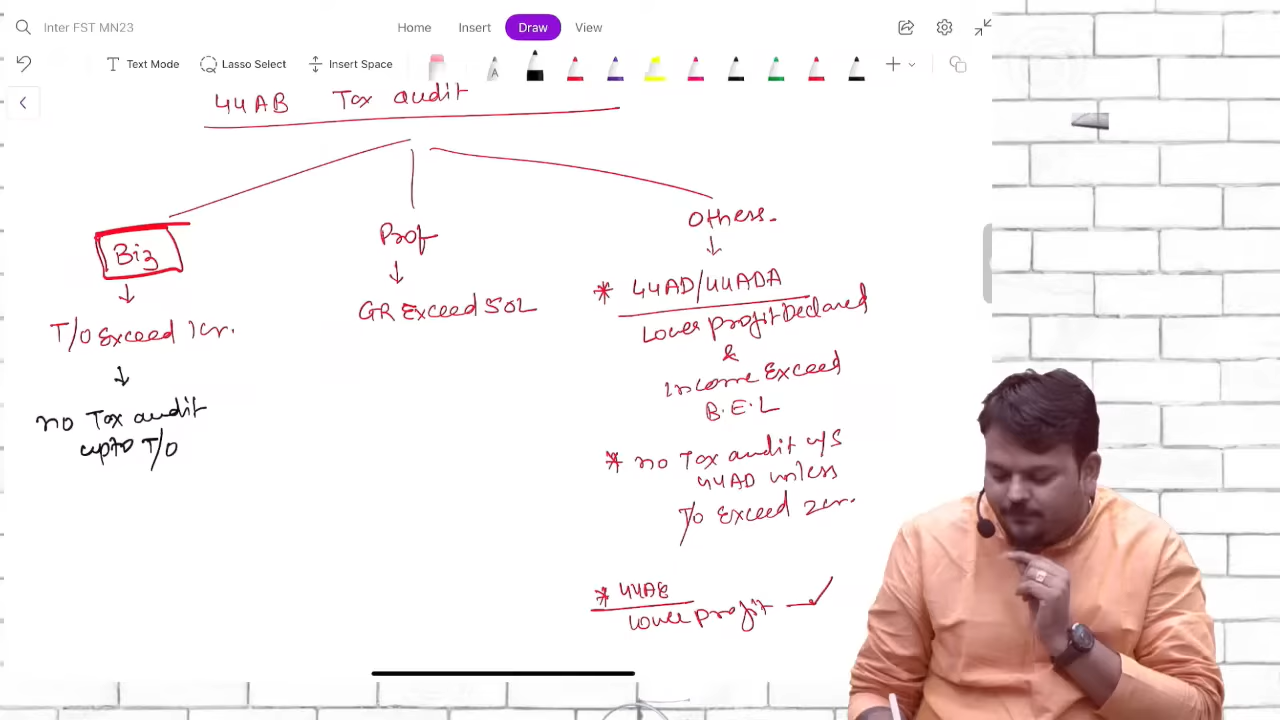 Inter FST MN23
Home
Insert
Draw
View
Text Mode
Lasso Select
Insert Space
A
44AB Tax audit
Biz
T/O Exceed 1cr.
no Tax audit
upto T/O
Prof
GR Exceed 50L
Others.
* 44AD/44ADA
Lower profit Declared
&
Income Exceed
B.E.L
* no Tax audit u/s
44AD unless
T/o Exceed 2cr.
* 44AE
Lower profit